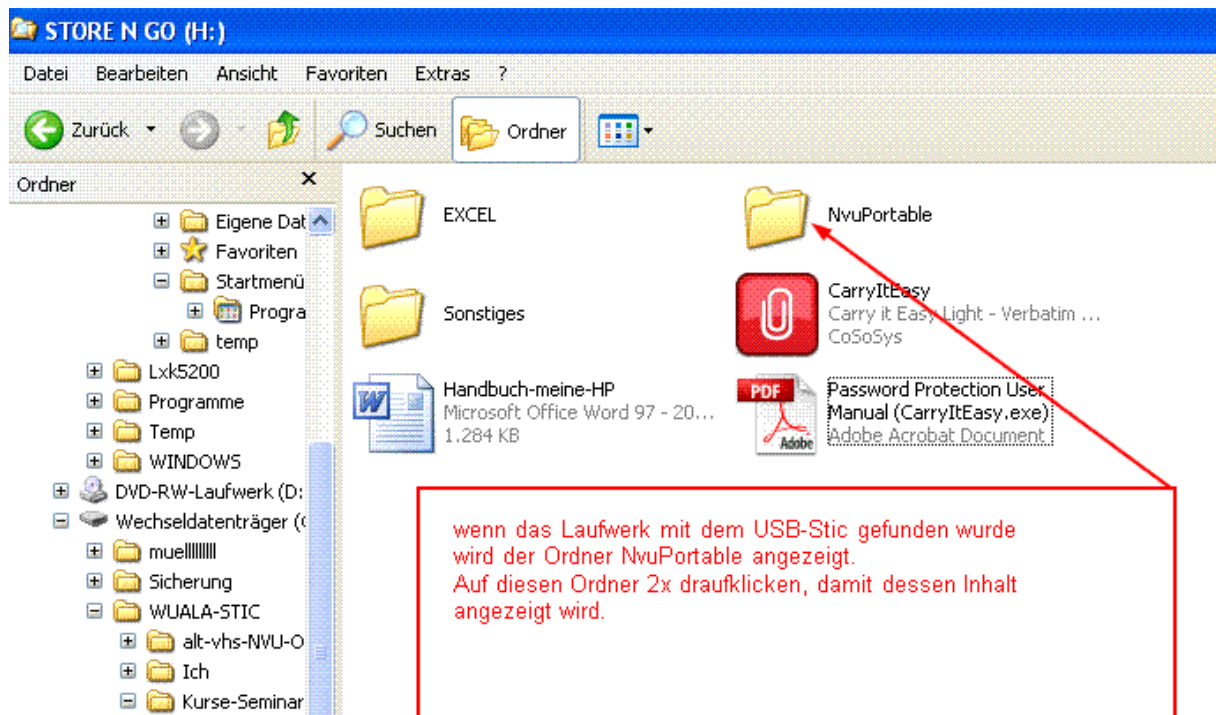 STORE N GO (H:)
Datei Bearbeiten Ansicht Favoriten Extras ?
Zurück Suchen Ordner
Ordner
Eigene Dat
Favoriten
Startmenü
Progra
temp
Lxk5200
Programme
Temp
WINDOWS
DVD-RW-Laufwerk (D:
Wechseldatenträger (
muellllllll
Sicherung
WUALA-STIC
alt-vhs-NVU-O
Ich
Kurse-Seminar
EXCEL
NvuPortable
Sonstiges
CarryItEasy
Carry it Easy Light - Verbatim ...
CoSoSys
Handbuch-meine-HP
Microsoft Office Word 97 - 20...
1.284 KB
PDF
Adobe
Password Protection User
Manual (CarryItEasy.exe)
Adobe Acrobat Document
wenn das Laufwerk mit dem USB-Stic gefunden wurde
wird der Ordner NvuPortable angezeigt.
Auf diesen Ordner 2x draufklicken, damit dessen Inhalt
angezeigt wird.